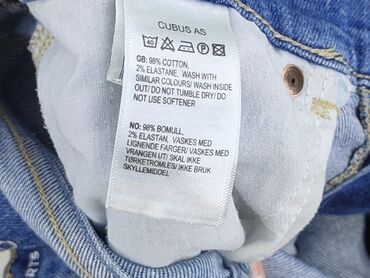 CUBUS AS
40
GB: 98% COTTON,
2% ELASTANE, WASH WITH
SIMILAR COLOURS/ WASH INSIDE
OUT/ DO NOT TUMBLE DRY/ DO
NOT USE SOFTENER
NO: 98% BOMULL,
2% ELASTAN, VASKES MED
LIGNENDE FARGER/ VASKES MED
VRANGEN UT/ SKAL IKKE
TØRKETROMLES/ IKKE BRUK
SKYLLEMIDDEL